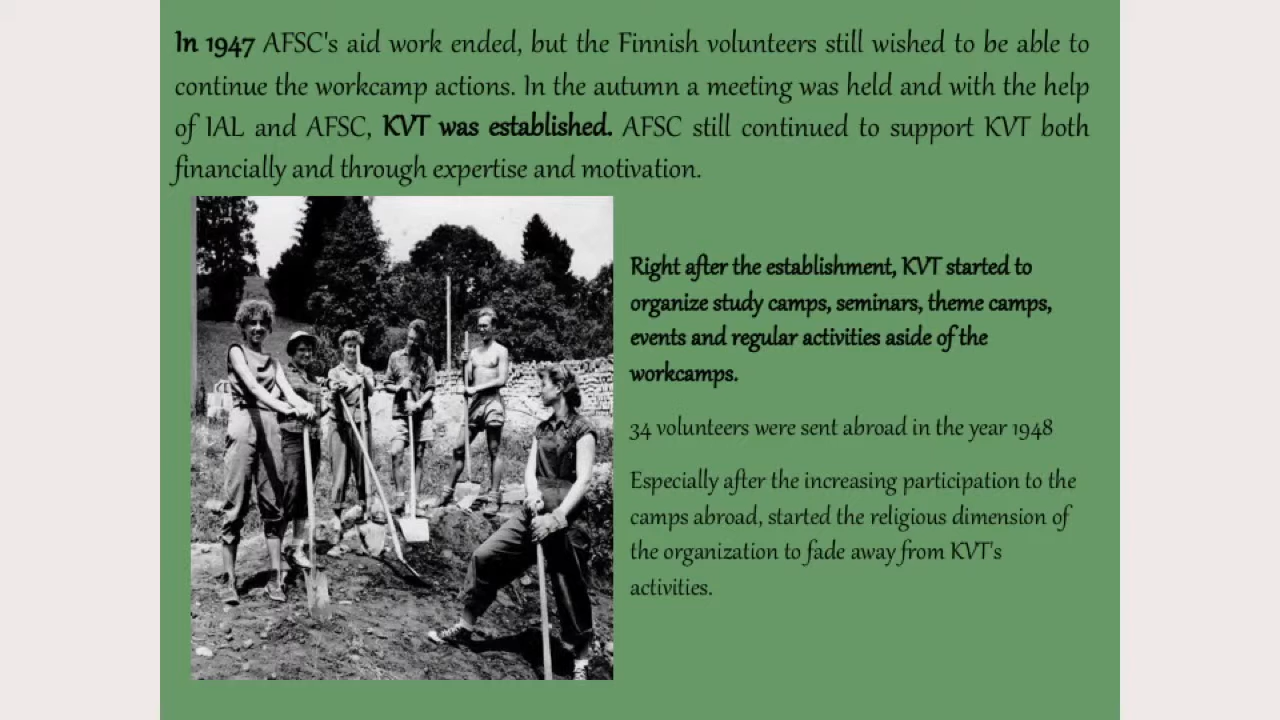 In 1947 AFSC's aid work ended, but the Finnish volunteers still wished to be able to
continue the workcamp actions. In the autumn a meeting was held and with the help
of IAL and AFSC, KVT was established. AFSC still continued to support KVT both
financially and through expertise and motivation.
Right after the establishment, KVT started to
organize study camps, seminars, theme camps,
events and regular activities aside of the
workcamps.
34 volunteers were sent abroad in the year 1948
Especially after the increasing participation to the
camps abroad, started the religious dimension of
the organization to fade away from KVT's
activities.